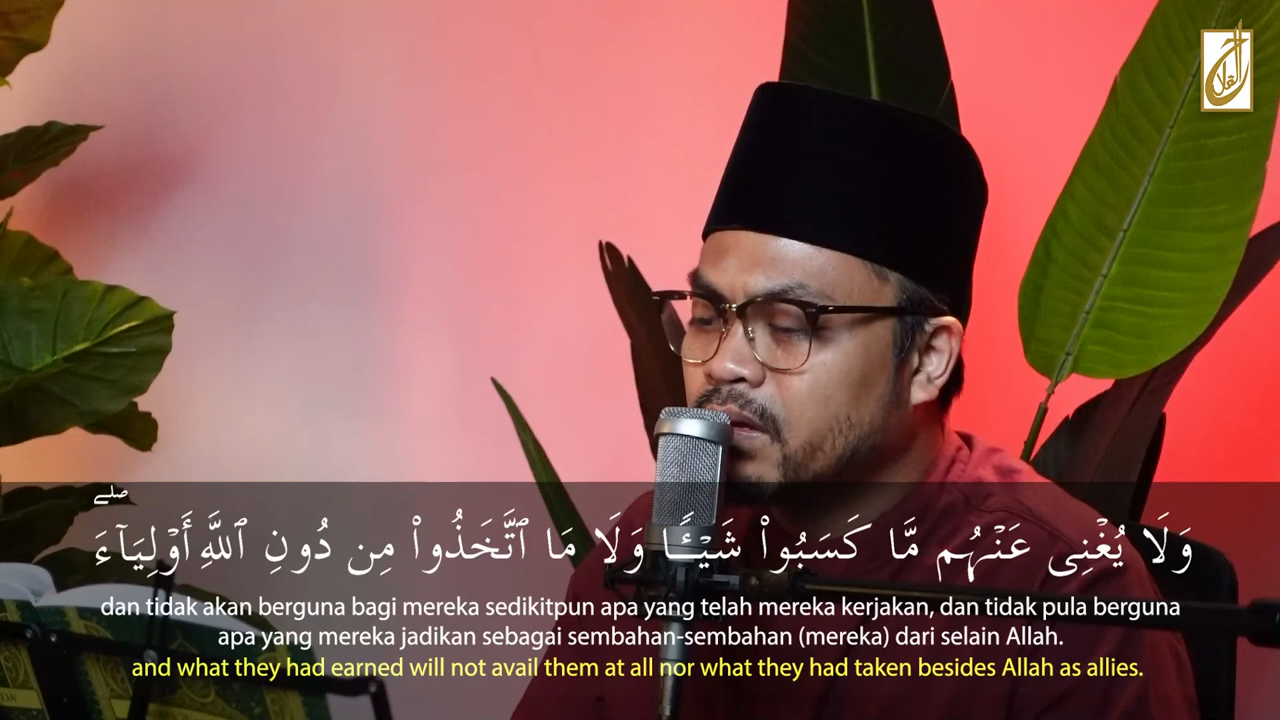 العلاج
وَلَا يُغْنِى عَنْهُم مَّا كَسَبُوا۟ شَيْـًٔا وَلَا مَا ٱتَّخَذُوا۟ مِن دُونِ ٱللَّهِ أَوْلِيَآءَ ۖ
dan tidak akan berguna bagi mereka sedikitpun apa yang telah mereka kerjakan, dan tidak pula berguna
apa yang mereka jadikan sebagai sembahan-sembahan (mereka) dari selain Allah.
and what they had earned will not avail them at all nor what they had taken besides Allah as allies.